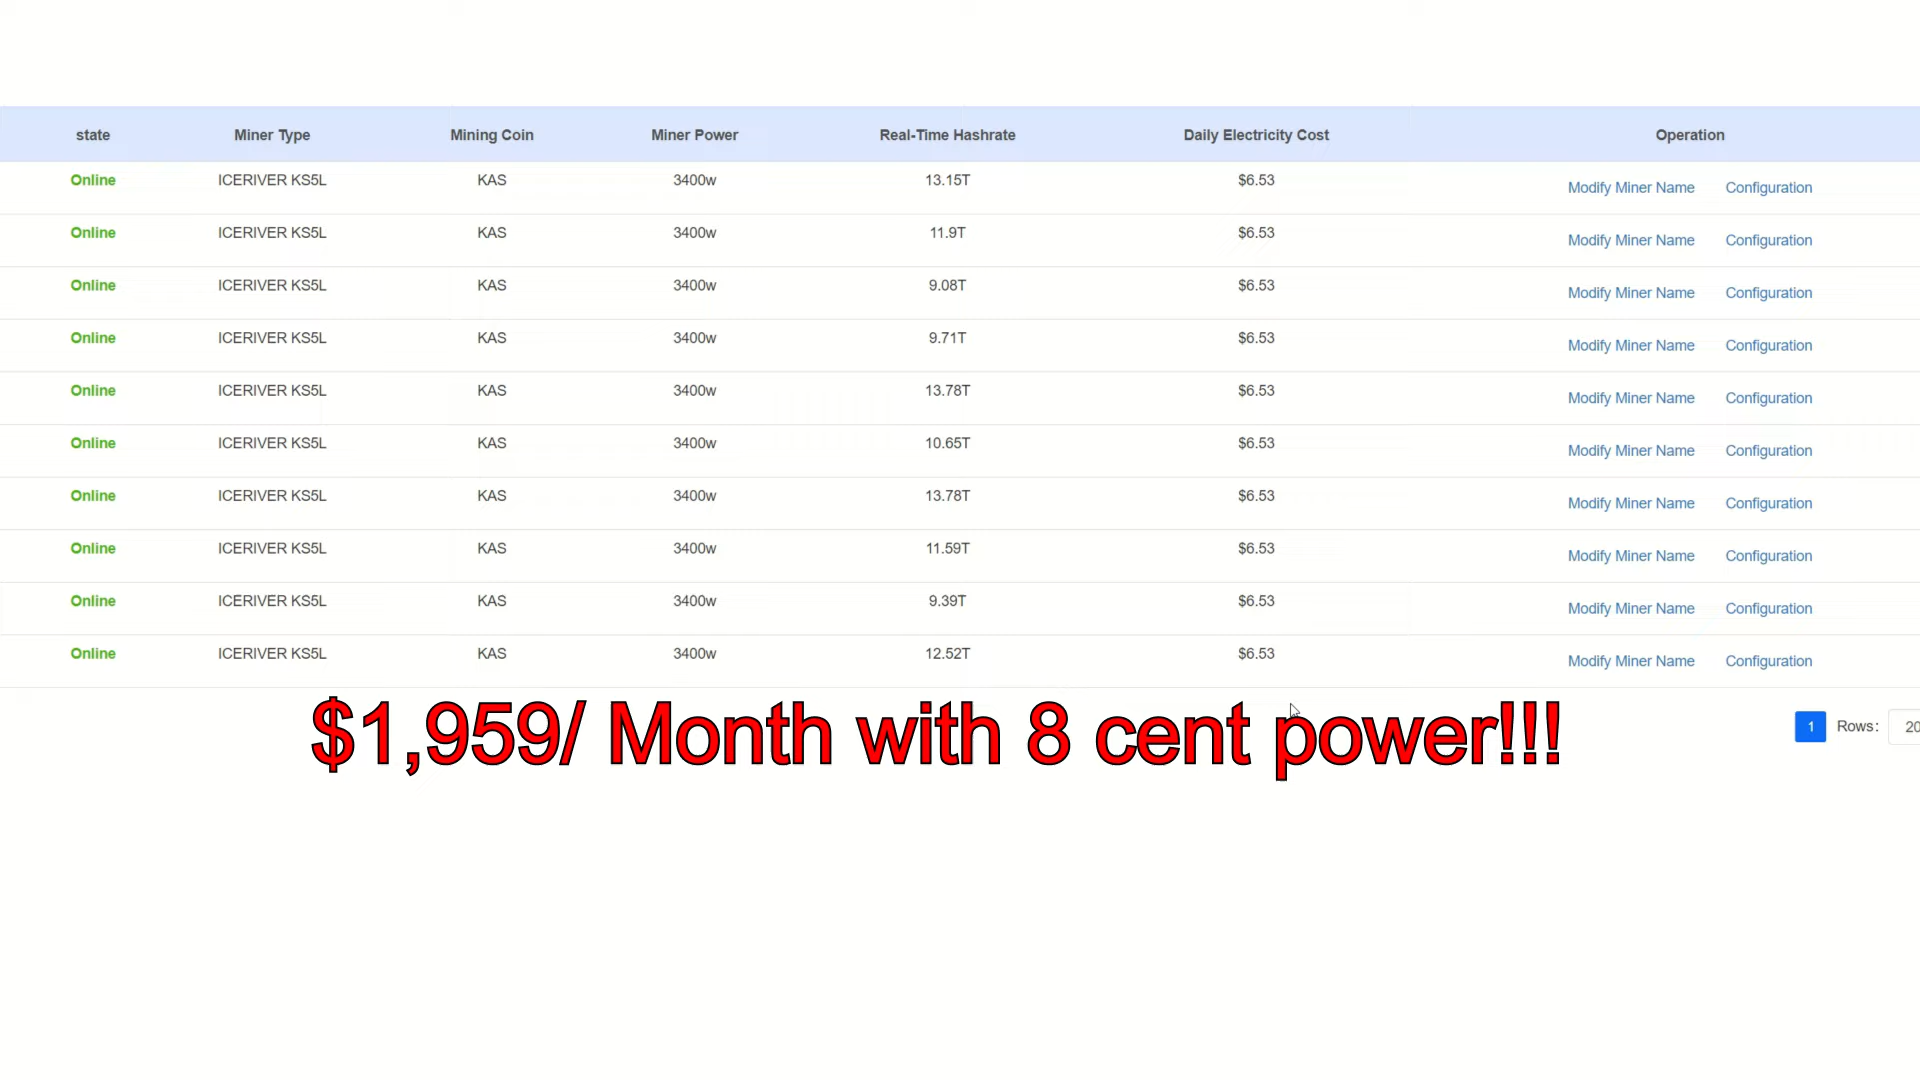 state Miner Type Mining Coin Miner Power Real-Time Hashrate Daily Electricity Cost Operation
Online ICERIVER KS5L KAS 3400w 13.15T $6.53 Modify Miner Name Configuration
Online ICERIVER KS5L KAS 3400w 11.9T $6.53 Modify Miner Name Configuration
Online ICERIVER KS5L KAS 3400w 9.08T $6.53 Modify Miner Name Configuration
Online ICERIVER KS5L KAS 3400w 9.71T $6.53 Modify Miner Name Configuration
Online ICERIVER KS5L KAS 3400w 13.78T $6.53 Modify Miner Name Configuration
Online ICERIVER KS5L KAS 3400w 10.65T $6.53 Modify Miner Name Configuration
Online ICERIVER KS5L KAS 3400w 13.78T $6.53 Modify Miner Name Configuration
Online ICERIVER KS5L KAS 3400w 11.59T $6.53 Modify Miner Name Configuration
Online ICERIVER KS5L KAS 3400w 9.39T $6.53 Modify Miner Name Configuration
Online ICERIVER KS5L KAS 3400w 12.52T $6.53 Modify Miner Name Configuration
$1,959/ Month with 8 cent power!!!
1 Rows: 20